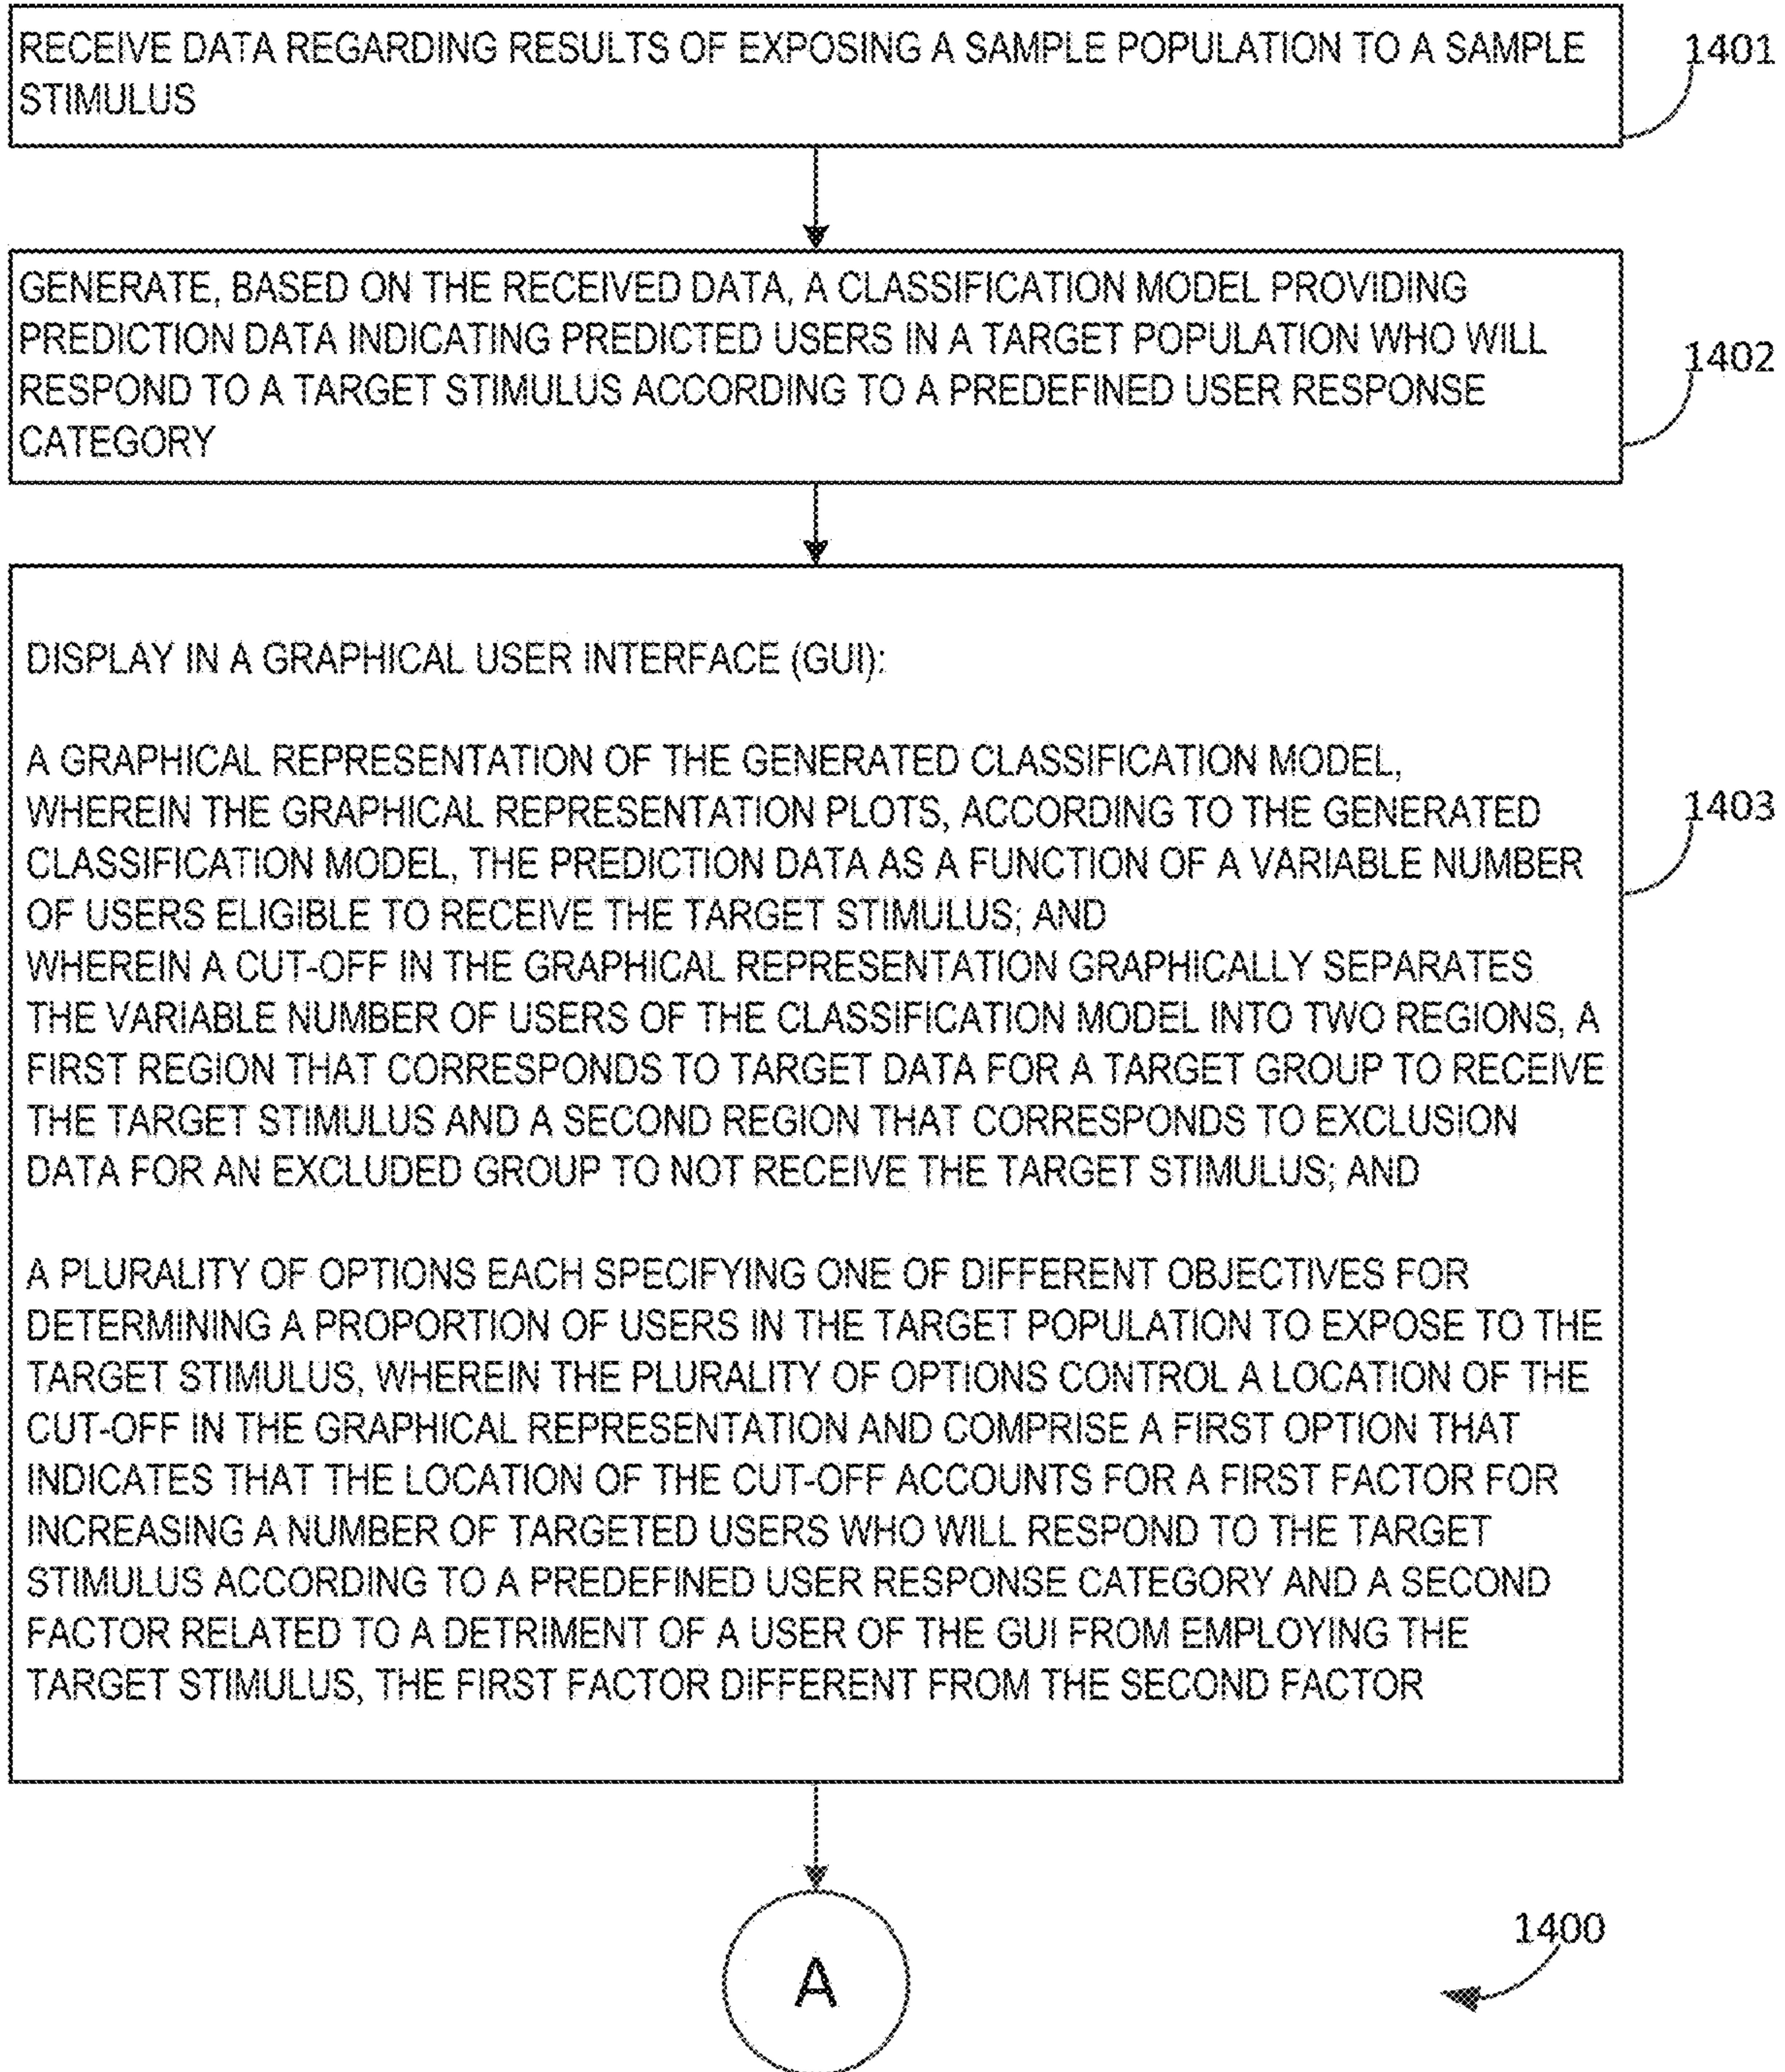 RECEIVE DATA REGARDING RESULTS OF EXPOSING A SAMPLE POPULATION TO A SAMPLE
STIMULUS
1401
GENERATE, BASED ON THE RECEIVED DATA, A CLASSIFICATION MODEL PROVIDING
PREDICTION DATA INDICATING PREDICTED USERS IN A TARGET POPULATION WHO WILL
RESPOND TO A TARGET STIMULUS ACCORDING TO A PREDEFINED USER RESPONSE
CATEGORY
1402
DISPLAY IN A GRAPHICAL USER INTERFACE (GUI):
A GRAPHICAL REPRESENTATION OF THE GENERATED CLASSIFICATION MODEL,
WHEREIN THE GRAPHICAL REPRESENTATION PLOTS, ACCORDING TO THE GENERATED
CLASSIFICATION MODEL, THE PREDICTION DATA AS A FUNCTION OF A VARIABLE NUMBER
OF USERS ELIGIBLE TO RECEIVE THE TARGET STIMULUS; AND
WHEREIN A CUT-OFF IN THE GRAPHICAL REPRESENTATION GRAPHICALLY SEPARATES
THE VARIABLE NUMBER OF USERS OF THE CLASSIFICATION MODEL INTO TWO REGIONS, A
FIRST REGION THAT CORRESPONDS TO TARGET DATA FOR A TARGET GROUP TO RECEIVE
THE TARGET STIMULUS AND A SECOND REGION THAT CORRESPONDS TO EXCLUSION
DATA FOR AN EXCLUDED GROUP TO NOT RECEIVE THE TARGET STIMULUS; AND
A PLURALITY OF OPTIONS EACH SPECIFYING ONE OF DIFFERENT OBJECTIVES FOR
DETERMINING A PROPORTION OF USERS IN THE TARGET POPULATION TO EXPOSE TO THE
TARGET STIMULUS, WHEREIN THE PLURALITY OF OPTIONS CONTROL A LOCATION OF THE
CUT-OFF IN THE GRAPHICAL REPRESENTATION AND COMPRISE A FIRST OPTION THAT
INDICATES THAT THE LOCATION OF THE CUT-OFF ACCOUNTS FOR A FIRST FACTOR FOR
INCREASING A NUMBER OF TARGETED USERS WHO WILL RESPOND TO THE TARGET
STIMULUS ACCORDING TO A PREDEFINED USER RESPONSE CATEGORY AND A SECOND
FACTOR RELATED TO A DETRIMENT OF A USER OF THE GUI FROM EMPLOYING THE
TARGET STIMULUS, THE FIRST FACTOR DIFFERENT FROM THE SECOND FACTOR
1403
A
1400